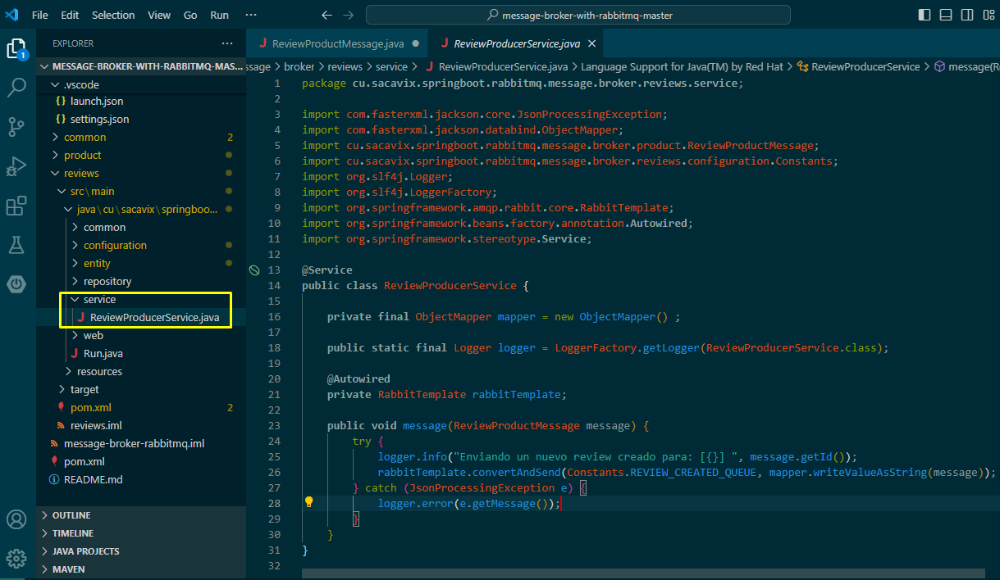 File Edit Selection View Go Run ···
message-broker-with-rabbitmq-master
EXPLORER ···
ReviewProductMessage.java
ReviewProducerService.java
MESSAGE-BROKER-WITH-RABBITMQ-MAS...
.vscode
{} launch.json
{} settings.json
common 2
product
reviews
src\main
java\cu\sacavix\springboo...
common
configuration
entity
repository
service
ReviewProducerService.java
web
Run.java
resources
target
pom.xml 2
reviews.iml
message-broker-rabbitmq.iml
pom.xml
README.md
OUTLINE
TIMELINE
JAVA PROJECTS
MAVEN
1
ssage > broker > reviews > service > ReviewProducerService.java > Language Support for Java(TM) by Red Hat > ReviewProducerService > message(Re
1 package cu.sacavix.springboot.rabbitmq.message.broker.reviews.service;
2
3 import com.fasterxml.jackson.core.JsonProcessingException;
4 import com.fasterxml.jackson.databind.ObjectMapper;
5 import cu.sacavix.springboot.rabbitmq.message.broker.product.ReviewProductMessage;
6 import cu.sacavix.springboot.rabbitmq.message.broker.reviews.configuration.Constants;
7 import org.slf4j.Logger;
8 import org.slf4j.LoggerFactory;
9 import org.springframework.amqp.rabbit.core.RabbitTemplate;
10 import org.springframework.beans.factory.annotation.Autowired;
11 import org.springframework.stereotype.Service;
12
13 @Service
14 public class ReviewProducerService {
15
16 private final ObjectMapper mapper = new ObjectMapper() ;
17
18 public static final Logger logger = LoggerFactory.getLogger(ReviewProducerService.class);
19
20 @Autowired
21 private RabbitTemplate rabbitTemplate;
22
23 public void message(ReviewProductMessage message) {
24 try {
25 logger.info("Enviando un nuevo review creado para: [{}] ", message.getId());
26 rabbitTemplate.convertAndSend(Constants.REVIEW_CREATED_QUEUE, mapper.writeValueAsString(message));
27 } catch (JsonProcessingException e) {
28 logger.error(e.getMessage());
29 }
30 }
31 }
32